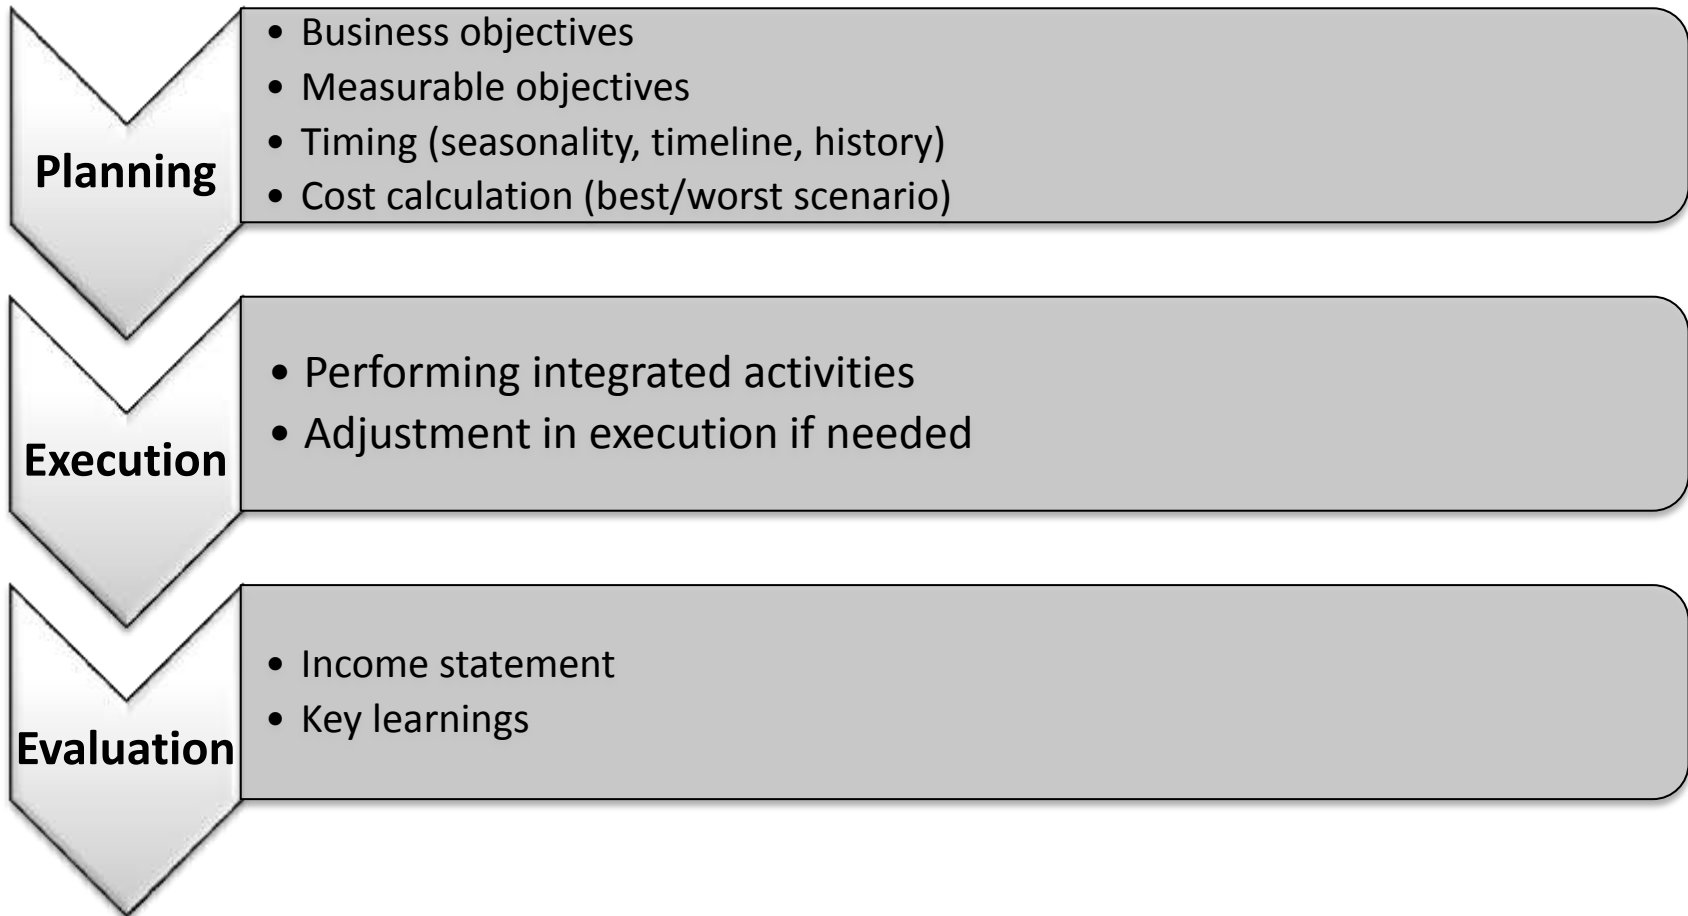 Planning
• Business objectives
• Measurable objectives
• Timing (seasonality, timeline, history)
• Cost calculation (best/worst scenario)
Execution
• Performing integrated activities
• Adjustment in execution if needed
Evaluation
• Income statement
• Key learnings